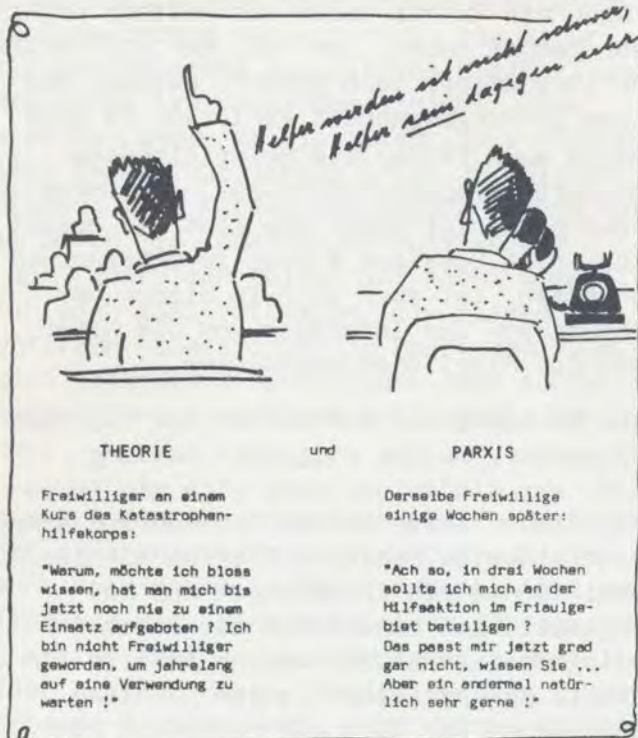 Helfer werden ist nicht schwer,
Helfer sein dagegen sehr
THEORIE und PARXIS
Freiwilliger an einem
Kurs des Katastrophen-
hilfekorps:
"Warum, möchte ich bloss
wissen, hat man mich bis
jetzt noch nie zu einem
Einsatz aufgeboten ? Ich
bin nicht Freiwilliger
geworden, um jahrelang
auf eine Verwendung zu
warten !"
Derselbe Freiwillige
einige Wochen später:
"Ach so, in drei Wochen
sollte ich mich an der
Hilfsaktion im Friaulge-
biet beteiligen ?
Das passt mir jetzt grad
gar nicht, wissen Sie ...
Aber ein andermal natür-
lich sehr gerne !"